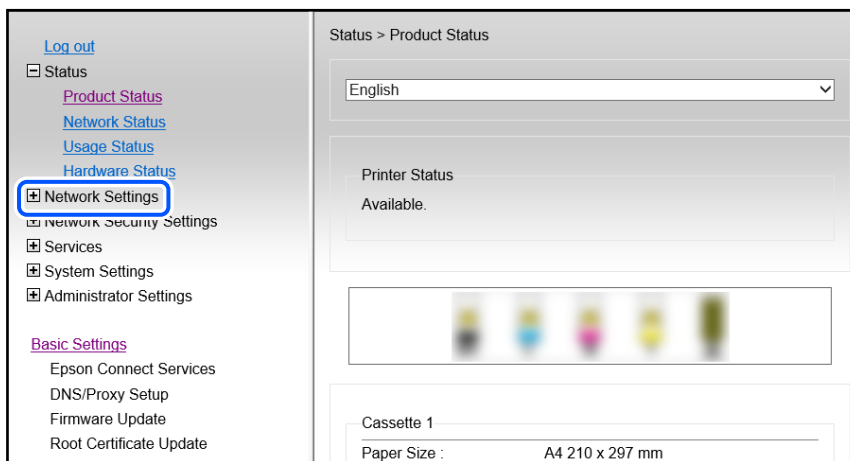 Log out
Status
Product Status
Network Status
Usage Status
Hardware Status
Network Settings
Network Security Settings
Services
System Settings
Administrator Settings
Basic Settings
Epson Connect Services
DNS/Proxy Setup
Firmware Update
Root Certificate Update
Status > Product Status
English
Printer Status
Available.
Cassette 1
Paper Size : A4 210 x 297 mm